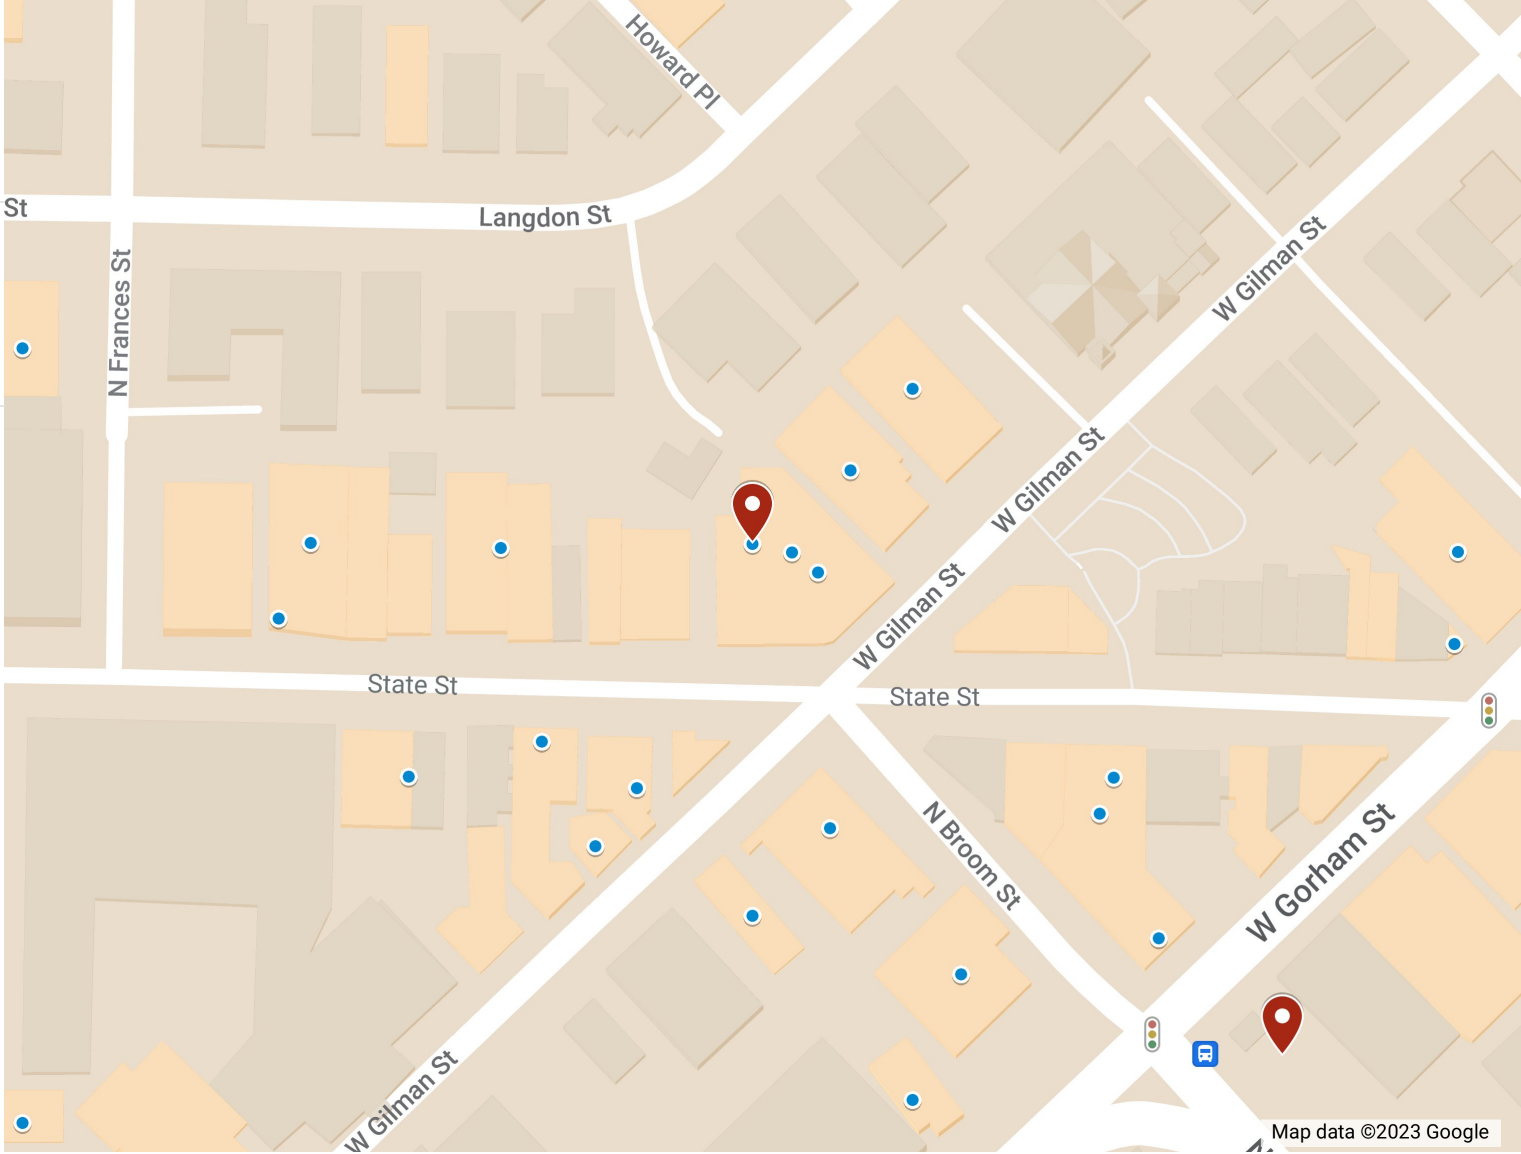 Howard Pl
St
Langdon St
N Frances St
W Gilman St
W Gilman St
W Gilman St
State St
State St
N Broom St
W Gorham St
W Gilman St
Map data ©2023 Google
N